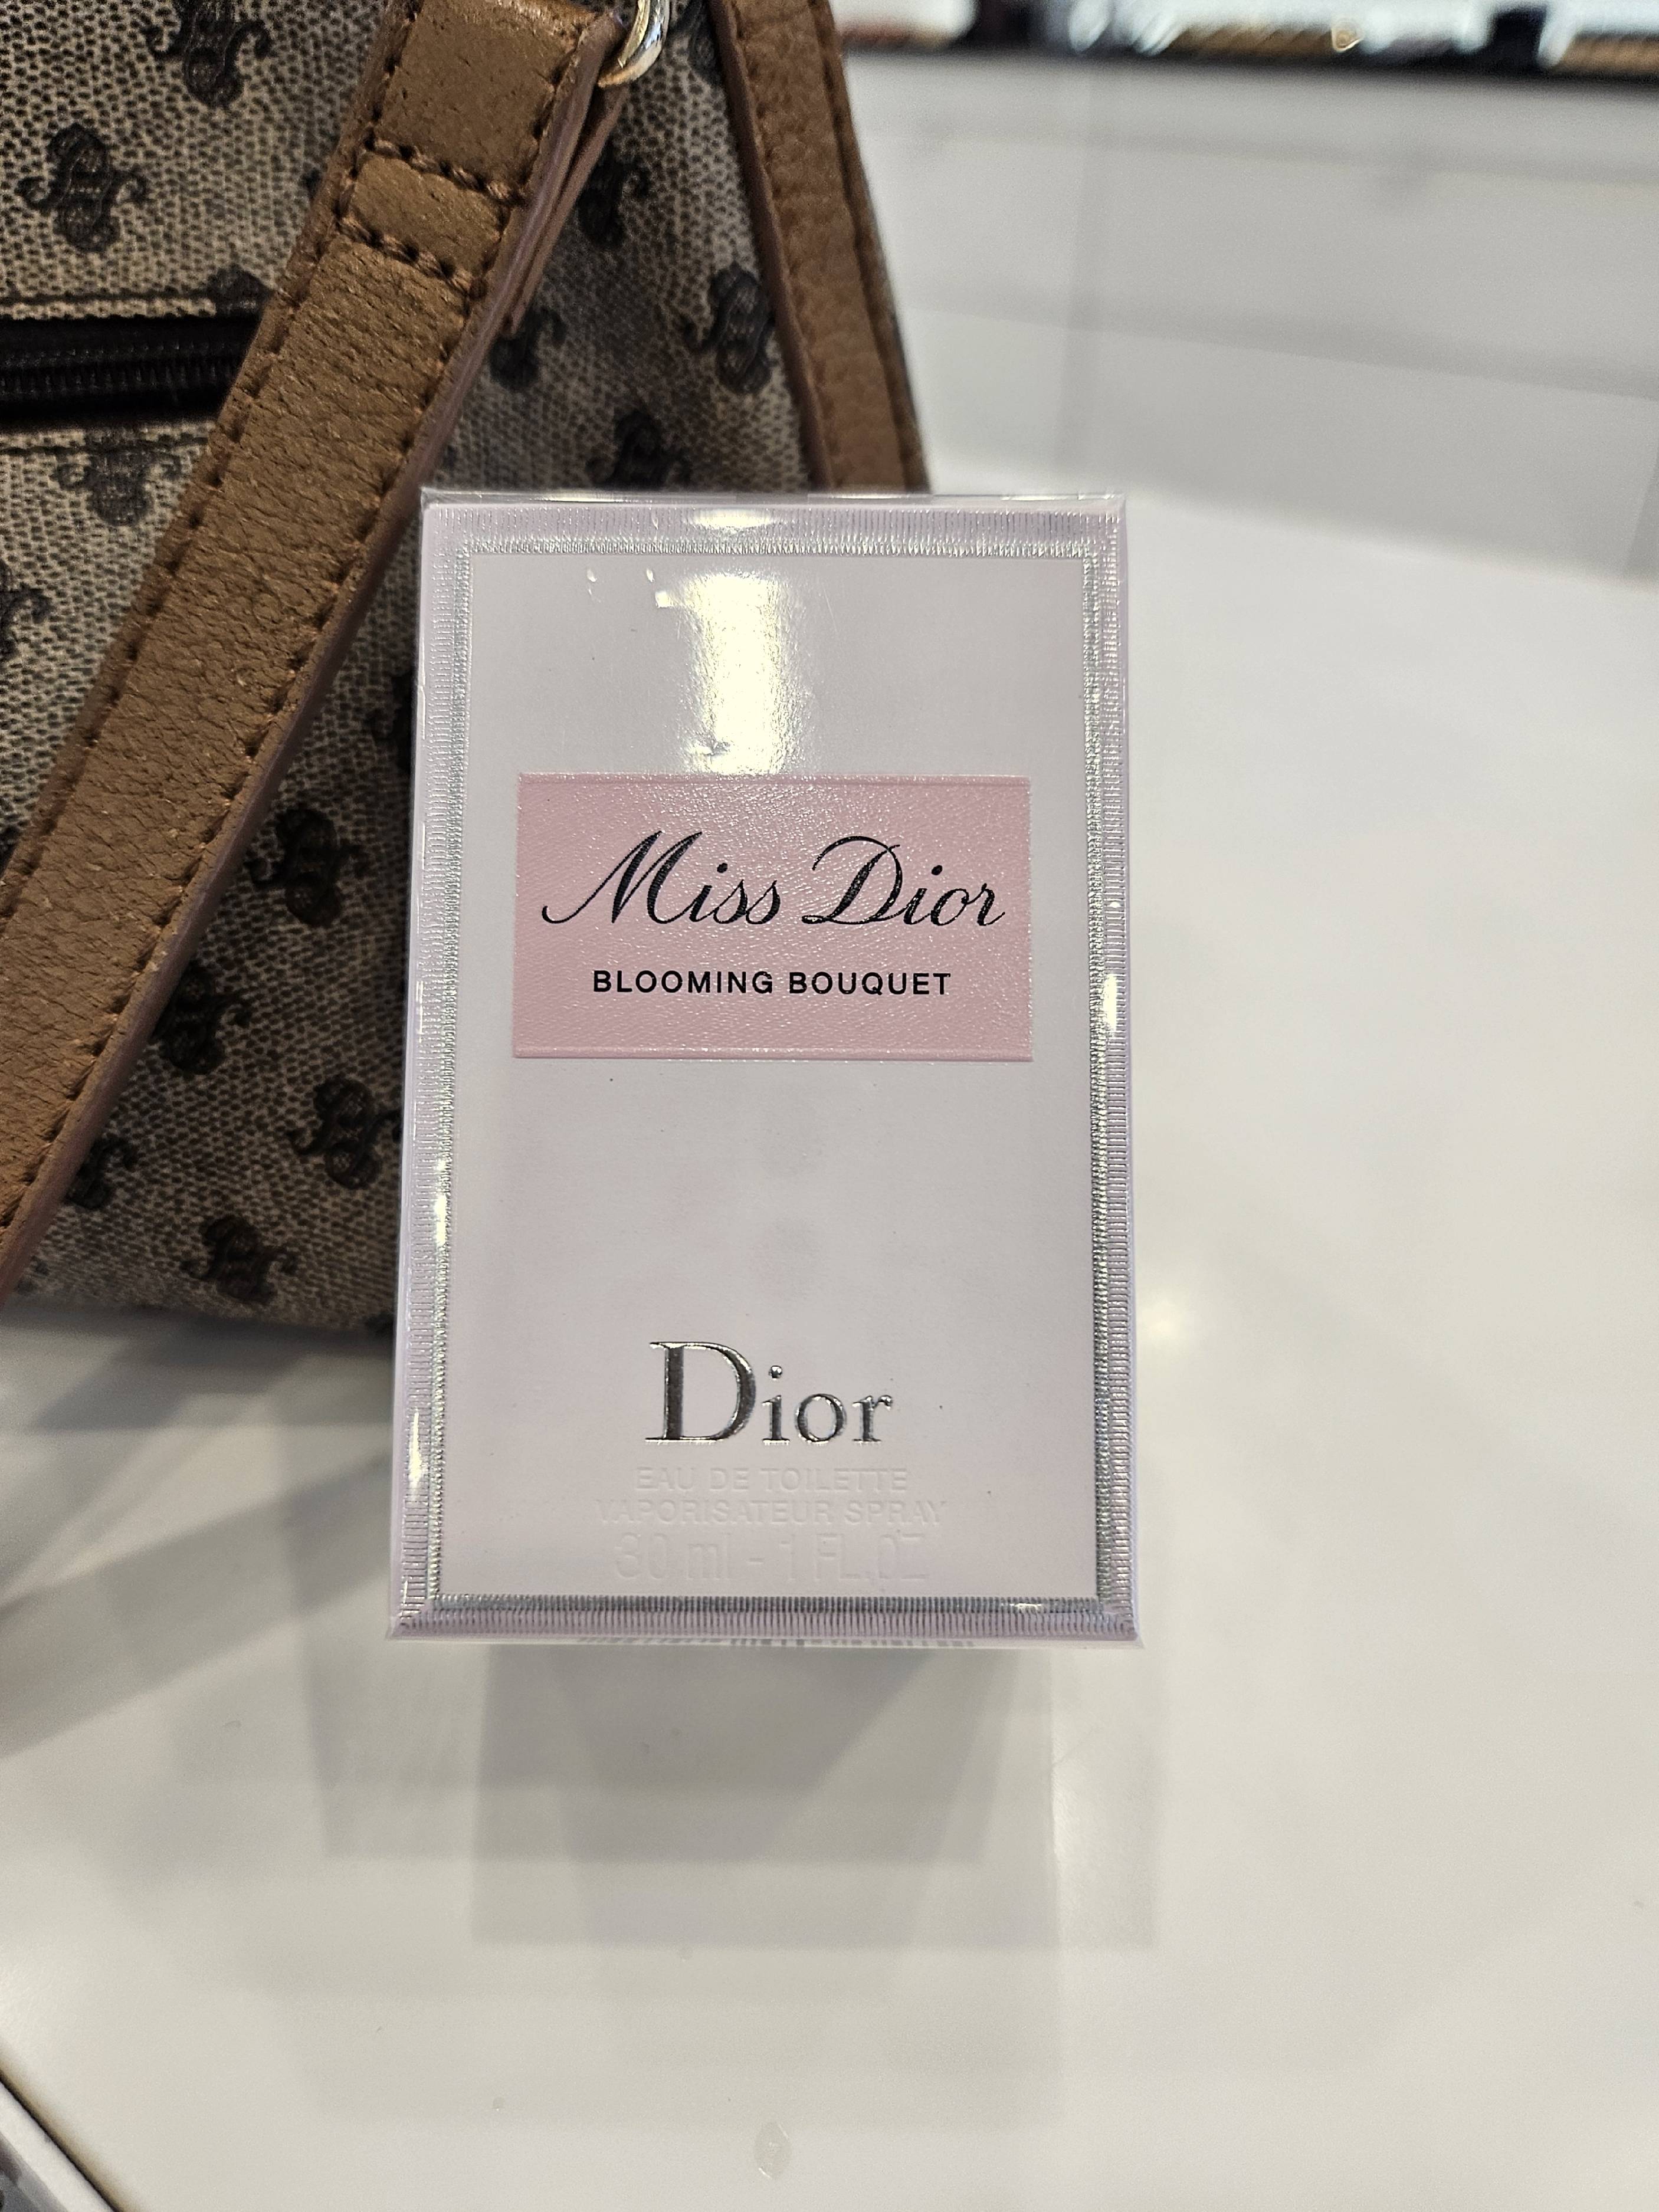 Miss Dior
BLOOMING BOUQUET
Dior
EAU DE TOILETTE
VAPORISATEUR SPRAY
30 ml - 1 FL.OZ